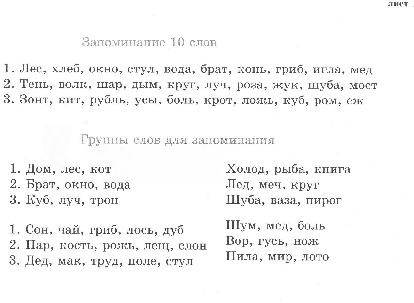 лист
Запоминание 10 слов
1. Лес, хлеб, окно, стул, вода, брат, конь, гриб, игла, мед
2. Тень, волк, шар, дым, круг, луч, роза, жук, шуба, мост
3. Зонт, кит, рубль, усы, боль, крот, ложь, куб, ром, еж
Группы слов для запоминания
1. Дом, лес, кот Холод, рыба, книга
2. Брат, окно, вода Лед, меч, круг
3. Куб, луч, трон Шуба, ваза, пирог
1. Сон, чай, гриб, лось, дуб Шум, мед, боль
2. Пар, кость, рожь, лещ, слон Вор, гусь, нож
3. Дед, мак, труд, поле, стул Пила, мир, лото